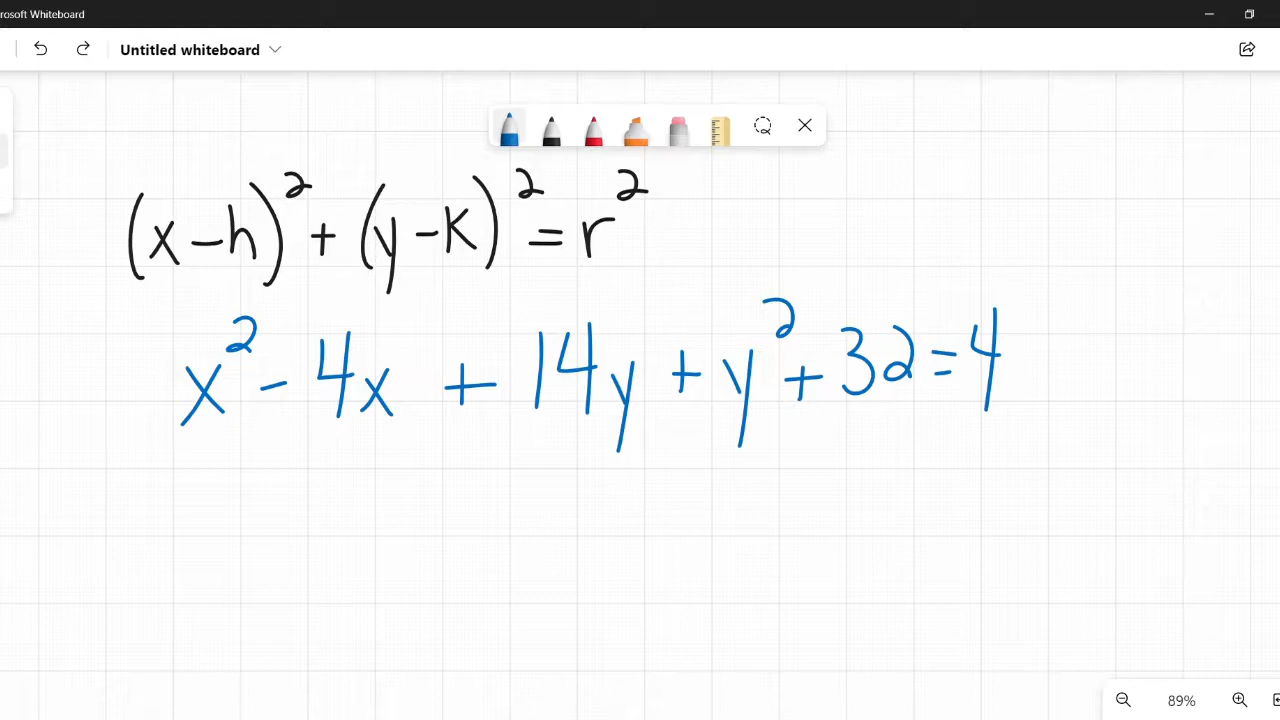 rosoft Whiteboard
Untitled whiteboard
(x-h)² + (y-k)² = r²
x² - 4x + 14y + y² + 32 = 4
89%